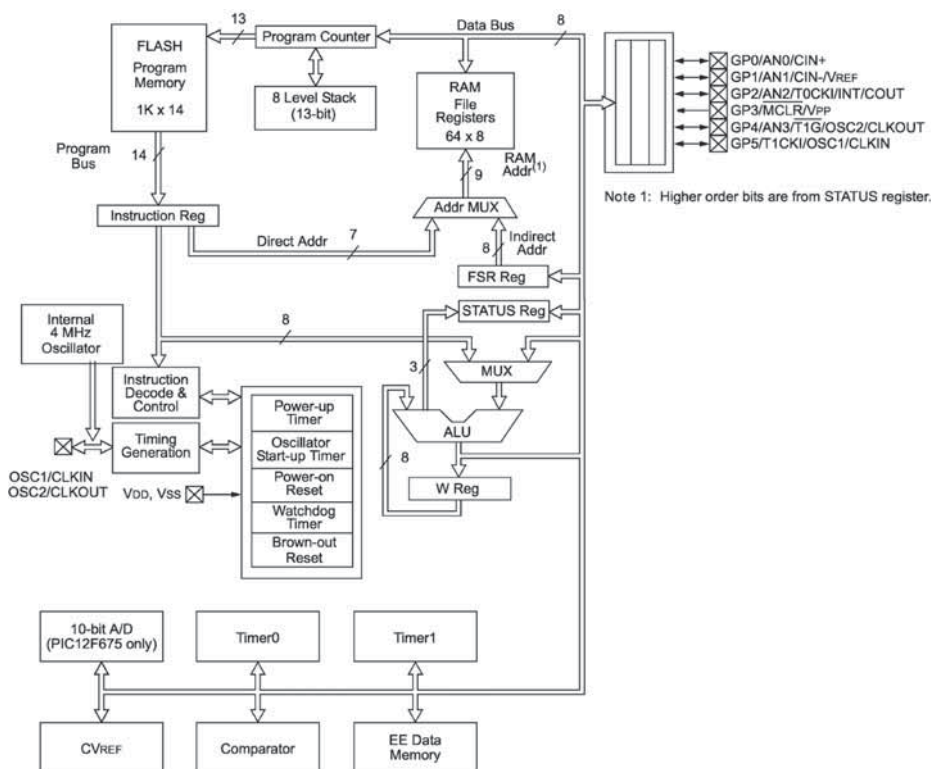 FLASH
Program
Memory
1K x 14
13
Program Counter
8 Level Stack
(13-bit)
Data Bus
8
RAM
File
Registers
64 x 8
GP0/AN0/CIN+
GP1/AN1/CIN-/VREF
GP2/AN2/T0CKI/INT/COUT
GP3/MCLR/VPP
GP4/AN3/T1G/OSC2/CLKOUT
GP5/T1CKI/OSC1/CLKIN
Note 1: Higher order bits are from STATUS register.
Program
Bus
14
RAM
Addr(1)
9
Addr MUX
Instruction Reg
Direct Addr
7
8
Indirect
Addr
FSR Reg
STATUS Reg
Internal
4 MHz
Oscillator
8
3
MUX
Instruction
Decode &
Control
Timing
Generation
OSC1/CLKIN
OSC2/CLKOUT
VDD, VSS
Power-up
Timer
Oscillator
Start-up Timer
Power-on
Reset
Watchdog
Timer
Brown-out
Reset
ALU
8
W Reg
10-bit A/D
(PIC12F675 only)
Timer0
Timer1
CVREF
Comparator
EE Data
Memory